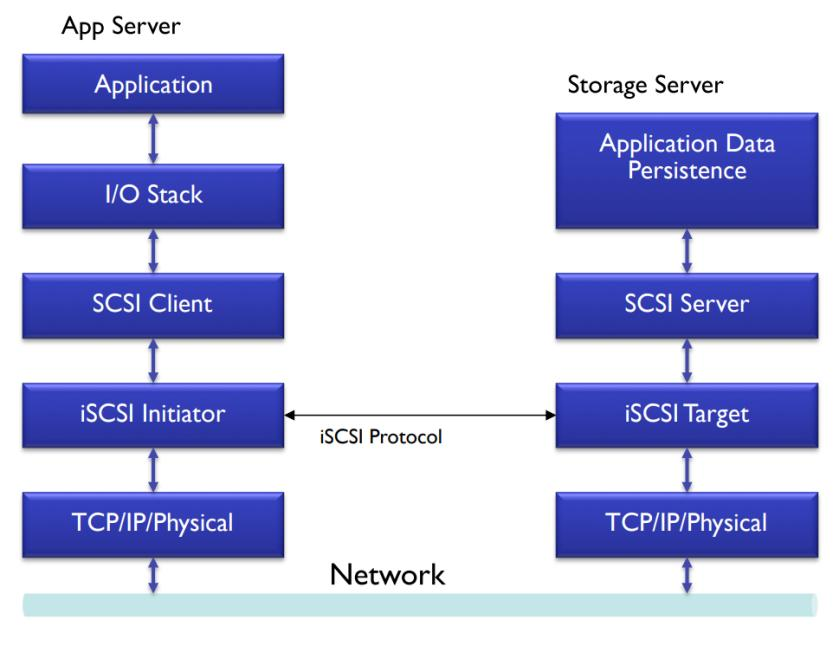 App Server
Application
I/O Stack
SCSI Client
iSCSI Initiator
TCP/IP/Physical
Storage Server
Application Data
Persistence
SCSI Server
iSCSI Target
TCP/IP/Physical
iSCSI Protocol
Network